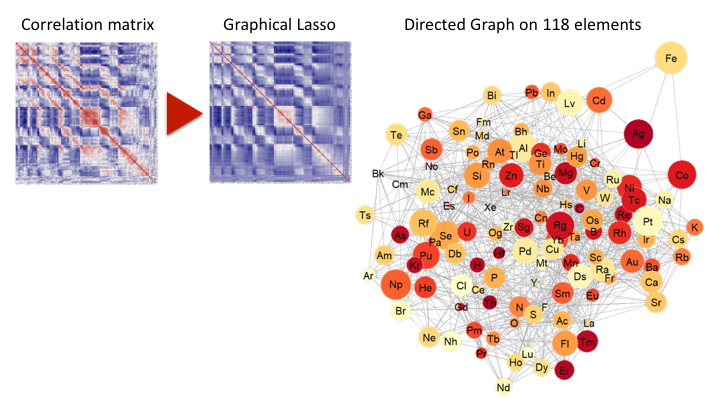 Correlation matrix
Graphical Lasso
Directed Graph on 118 elements
Fe
Bi
Pb
In
Lv
Cd
Ga
Te
Sn
Fm
Md
Bh
Al
Li
Ag
Sb
No
Po
At
Tl
Ge
Mo
Hg
Cr
Rn
Ti
Bk
Cm
Si
Zn
Be
Mg
Ru
Ni
Co
Mc
Cf
Lr
Nb
V
W
Tc
Na
I
Es
Xe
Hs
C
Re
Ts
Rf
Cn
Rg
Os
Pt
K
As
Se
U
Og
Zr
Sg
B
Rh
Ir
Cs
Pa
Yb
Ta
Am
Pu
Db
Hf
Pd
Cu
Sc
Au
Rb
Kr
H
Mt
Mn
Ra
Ba
Ar
Np
He
Cl
Ce
P
Y
Ds
Fr
Ca
Br
Gd
Th
N
F
Sm
Eu
Sr
S
O
Ac
La
Ne
Nh
Pm
Tb
Fl
Tm
Pr
Lu
Ho
Dy
Er
Nd